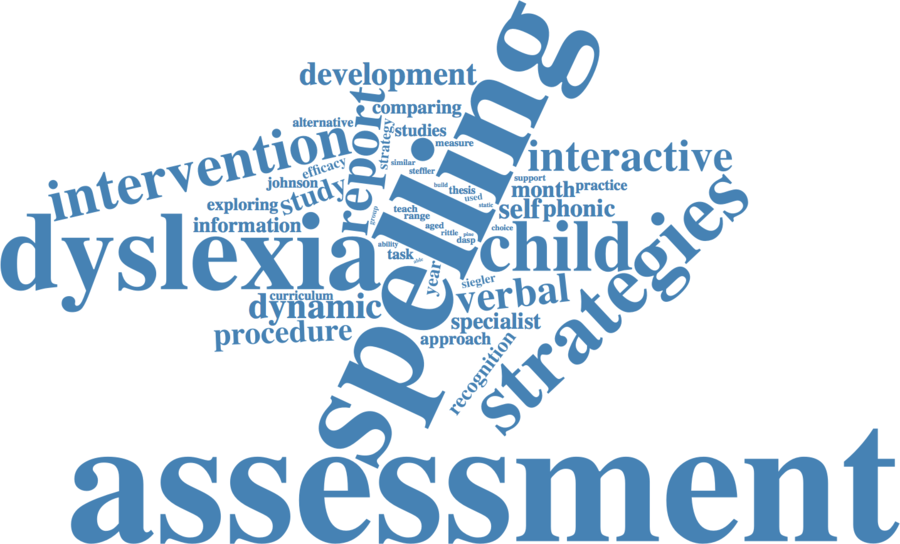 spelling
development
comparing
alternative
report
strategy
studies
measure
intervention
efficacy
similar
steffler
interactive
johnson
study
build
thesis
used
support
month
practice
exploring
information
group
teach
range
static
self
phonic
strategies
dyslexia
aged
rittle
pine
dasp
choice
child
ability
task
able
year
siegler
verbal
curriculum
dynamic
procedure
specialist
approach
recognition
assessment